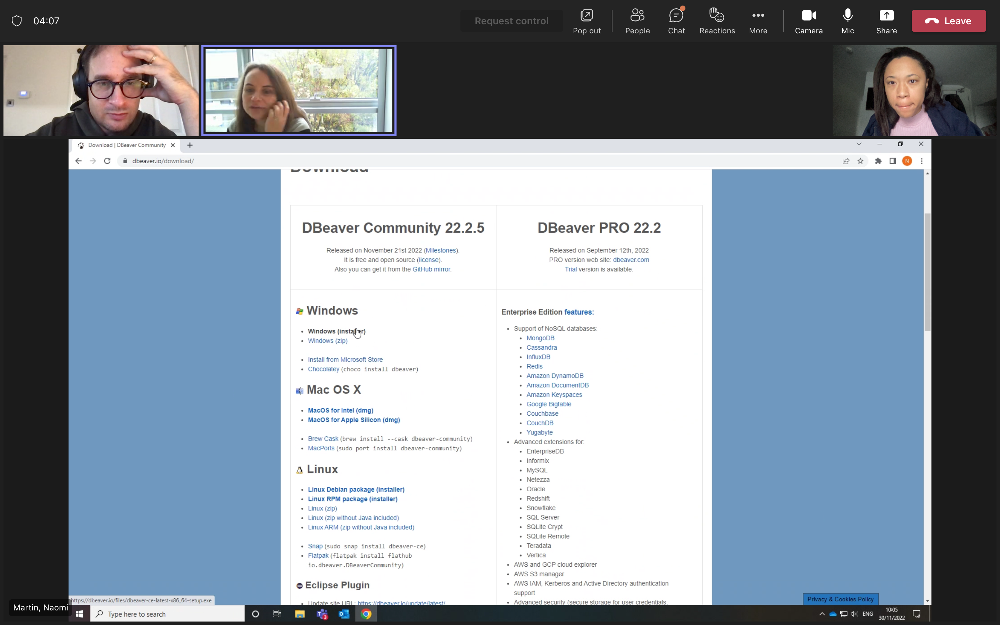 04:07
Request control
Pop out
People
Chat
Reactions
More
Camera
Mic
Share
Leave
Download | DBeaver Community
dbeaver.io/download/
N
Download
DBeaver Community 22.2.5
Released on November 21st 2022 (Milestones).
It is free and open source (license).
Also you can get it from the GitHub mirror.
DBeaver PRO 22.2
Released on September 12th, 2022
PRO version web site: dbeaver.com
Trial version is available.
Windows
Windows (installer)
Windows (zip)
Install from Microsoft Store
Chocolatey (choco install dbeaver)
Mac OS X
MacOS for Intel (dmg)
MacOS for Apple Silicon (dmg)
Brew Cask (brew install --cask dbeaver-community)
MacPorts (sudo port install dbeaver-community)
Linux
Linux Debian package (installer)
Linux RPM package (installer)
Linux (zip)
Linux (zip without Java included)
Linux ARM (zip without Java included)
Snap (sudo snap install dbeaver-ce)
Flatpak (flatpak install flathub
io.dbeaver.DBeaverCommunity)
Eclipse Plugin
Update site URL: https://dbeaver.io/update/latest/
Enterprise Edition features:
Support of NoSQL databases:
MongoDB
Cassandra
InfluxDB
Redis
Amazon DynamoDB
Amazon DocumentDB
Amazon Keyspaces
Google Bigtable
Couchbase
CouchDB
Yugabyte
Advanced extensions for:
EnterpriseDB
Informix
MySQL
Netezza
Oracle
Redshift
Snowflake
SQL Server
SQLite Crypt
SQLite Remote
Teradata
Vertica
AWS and GCP cloud explorer
AWS S3 manager
AWS IAM, Kerberos and Active Directory authentication
support
Advanced security (secure storage for user credentials,
Privacy & Cookies Policy
https://dbeaver.io/files/dbeaver-ce-latest-x86_64-setup.exe
Martin, Naomi
Type here to search
3
ENG
10:05
30/11/2022